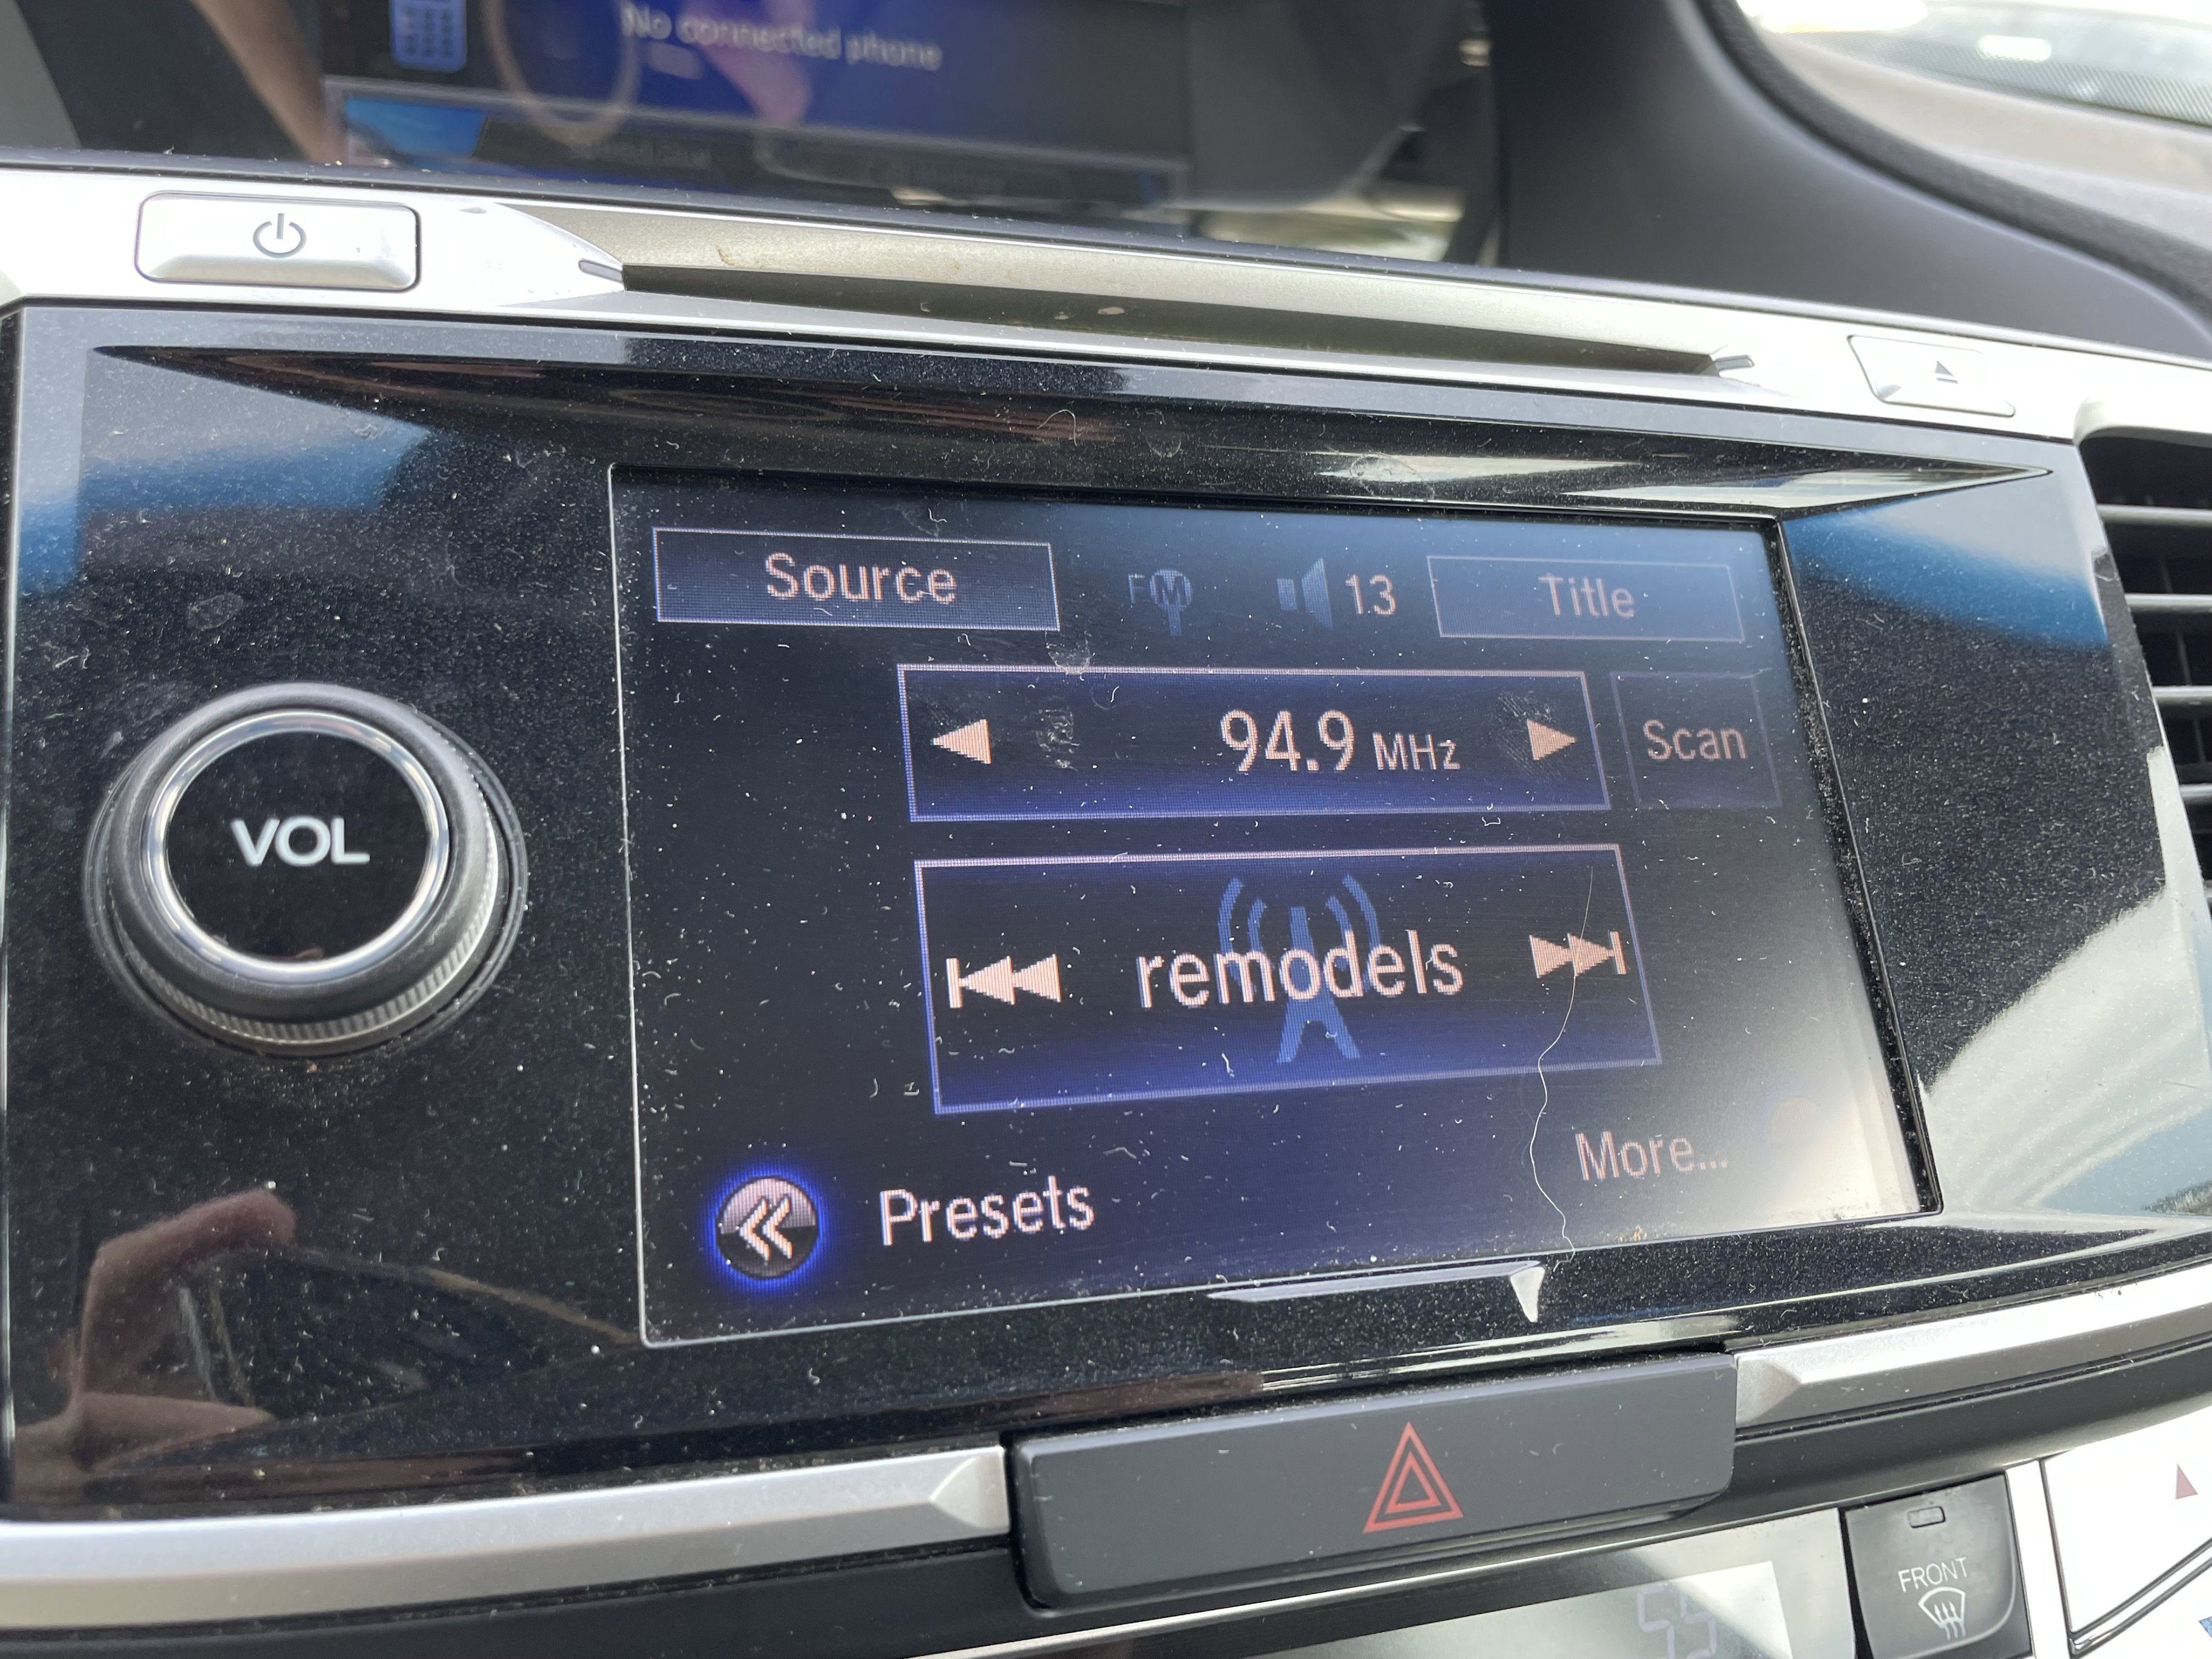 No connected phone
Source FM 13 Title
94.9 MHz Scan
VOL
remodels
More...
Presets
FRONT